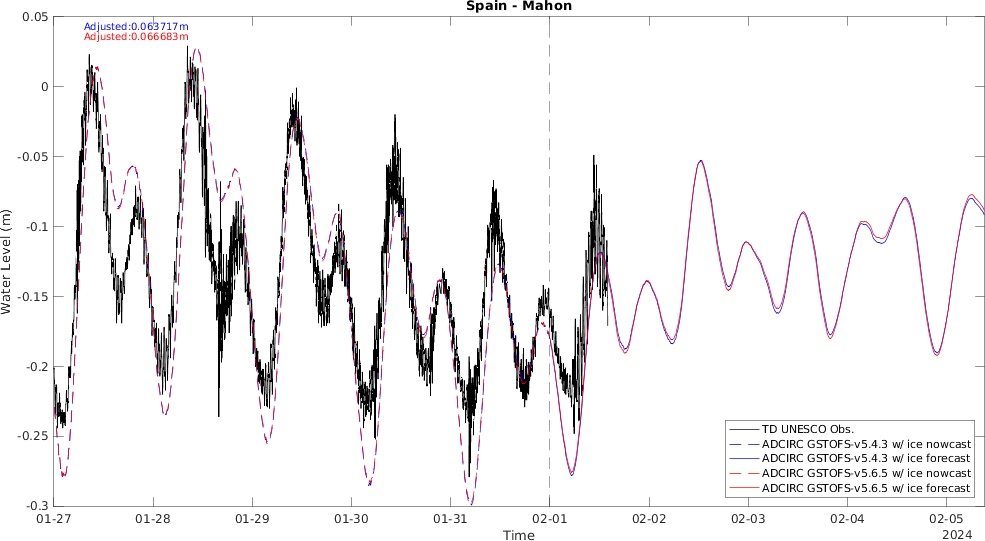 Spain - Mahon
Adjusted:0.063717m
Adjusted:0.066683m
0.05
0
-0.05
-0.1
-0.15
-0.2
-0.25
-0.3
Water Level (m)
TD UNESCO Obs.
ADCIRC GSTOFS-v5.4.3 w/ ice nowcast
ADCIRC GSTOFS-v5.4.3 w/ ice forecast
ADCIRC GSTOFS-v5.6.5 w/ ice nowcast
ADCIRC GSTOFS-v5.6.5 w/ ice forecast
01-27 01-28 01-29 01-30 01-31 02-01 02-02 02-03 02-04 02-05
Time
2024